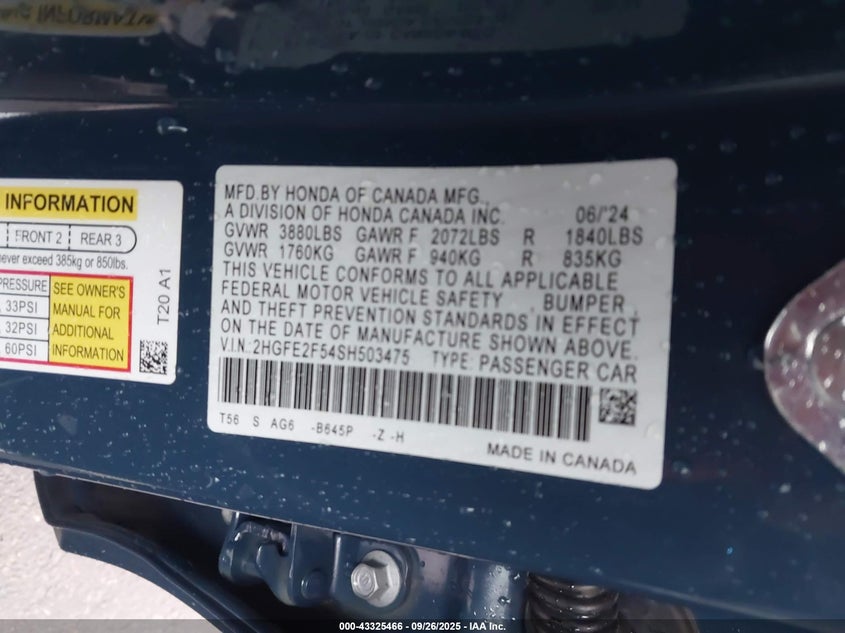 INFORMATION
FRONT 2 REAR 3
never exceed 385kg or 850lbs.
PRESSURE
33PSI
32PSI
60PSI
SEE OWNER'S
MANUAL FOR
ADDITIONAL
INFORMATION
T20 A1
MFD.BY HONDA OF CANADA MFG.,
A DIVISION OF HONDA CANADA INC. 06/'24
GVWR 3880LBS GAWR F 2072LBS R 1840LBS
GVWR 1760KG GAWR F 940KG R 835KG
THIS VEHICLE CONFORMS TO ALL APPLICABLE
FEDERAL MOTOR VEHICLE SAFETY, BUMPER,
AND THEFT PREVENTION STANDARDS IN EFFECT
ON THE DATE OF MANUFACTURE SHOWN ABOVE.
V.I.N.:2HGFE2F54SH503475 TYPE:PASSENGER CAR
T56 S AG6 -B645P -Z -H
MADE IN CANADA
000-43325466 - 09/26/2025 - IAA Inc.